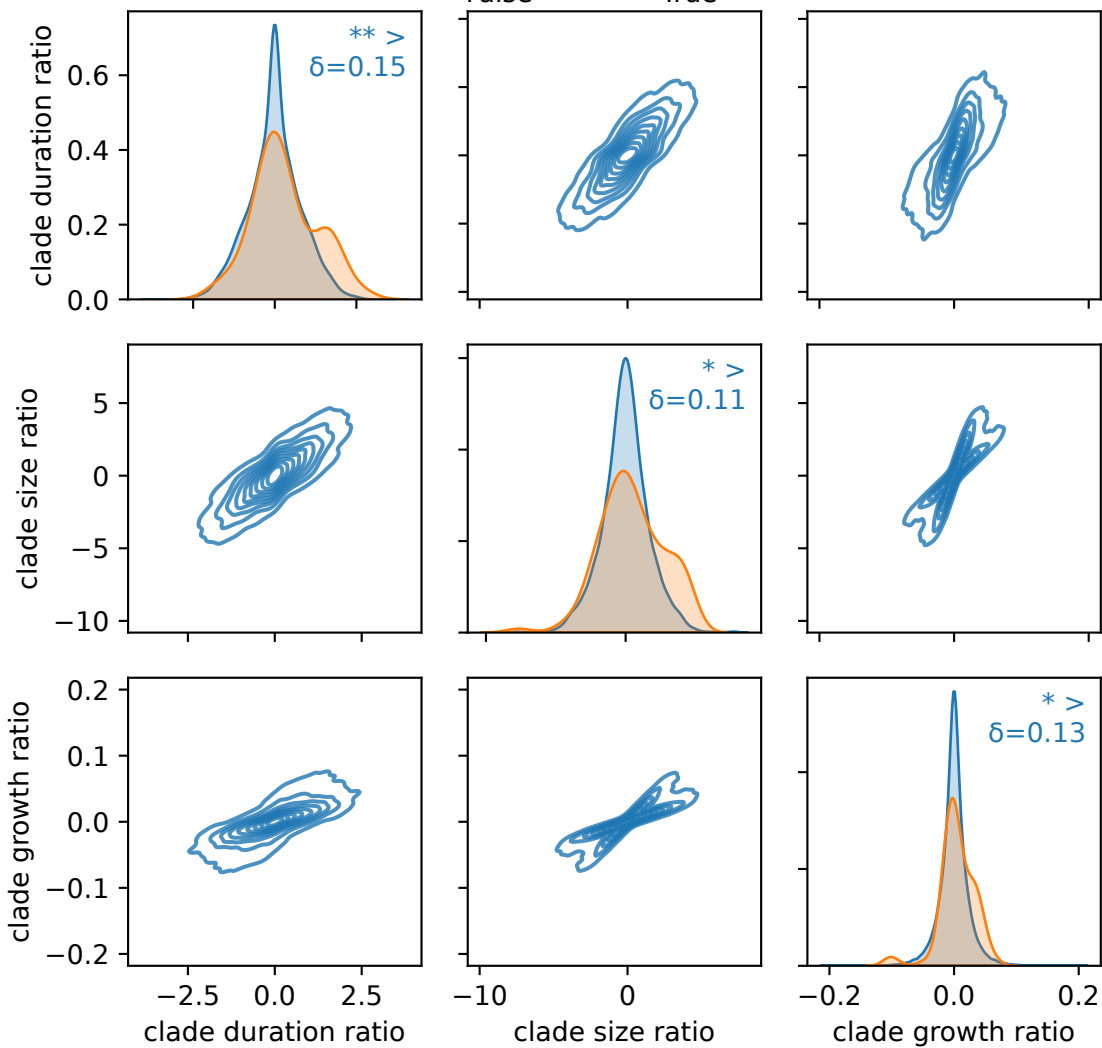 True
clade duration ratio
0.6
0.4
0.2
0.0
** >
δ=0.15
clade size ratio
5
0
−5
−10
* >
δ=0.11
clade growth ratio
0.2
0.1
0.0
−0.1
−0.2
* >
δ=0.13
−2.5
0.0
2.5
−10
0
−0.2
0.0
0.2
clade duration ratio
clade size ratio
clade growth ratio